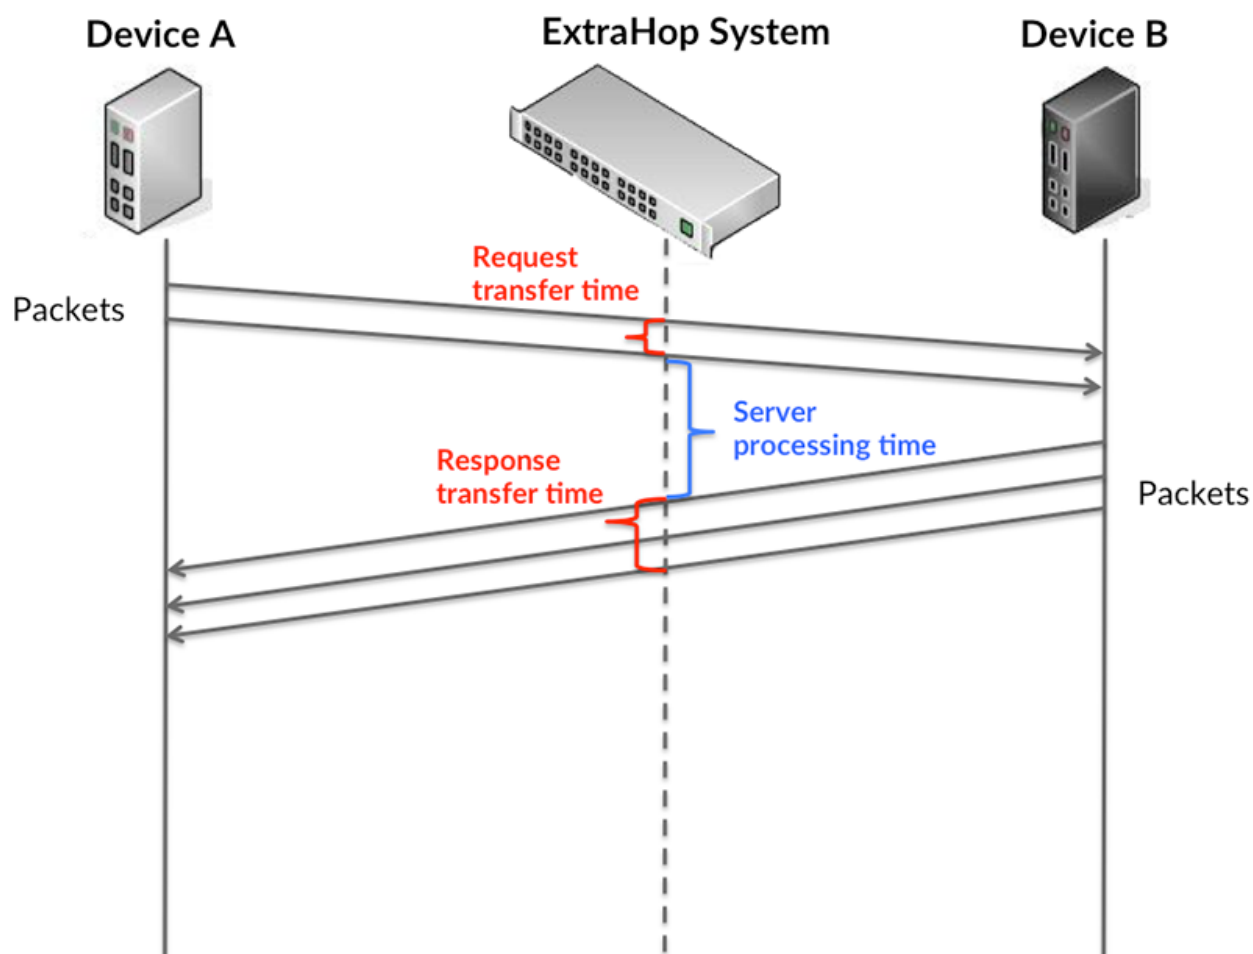 Device A
ExtraHop System
Device B
Request
transfer time
Packets
Server
processing time
Response
transfer time
Packets